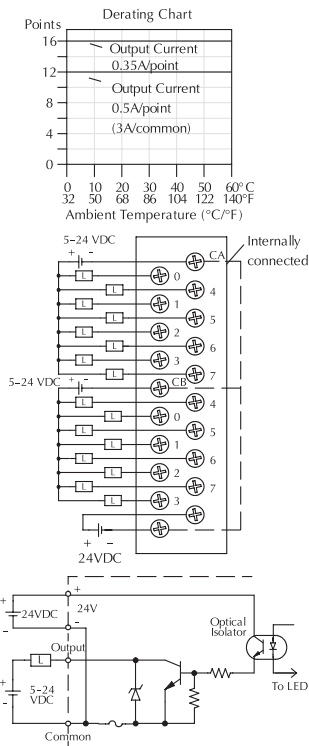 Derating Chart
Points
16
Output Current
0.35A/point
12
Output Current
0.5A/point
(3A/common)
8
4
0
0 10 20 30 40 50 60°C
32 50 68 86 104 122 140°F
Ambient Temperature (°C/°F)
5–24 VDC
+ -
CA
Internally
connected
L 0
L 4
L 1
L 5
L 2
L 6
L 3
L 7
5–24 VDC + -
CB
L 4
L 0
L 5
L 1
L 6
L 2
L 7
L 3
+ -
24VDC
+
+
24VDC
24V
-
-
Optical
Isolator
Output
L
+
5–24
VDC
-
To LED
Common